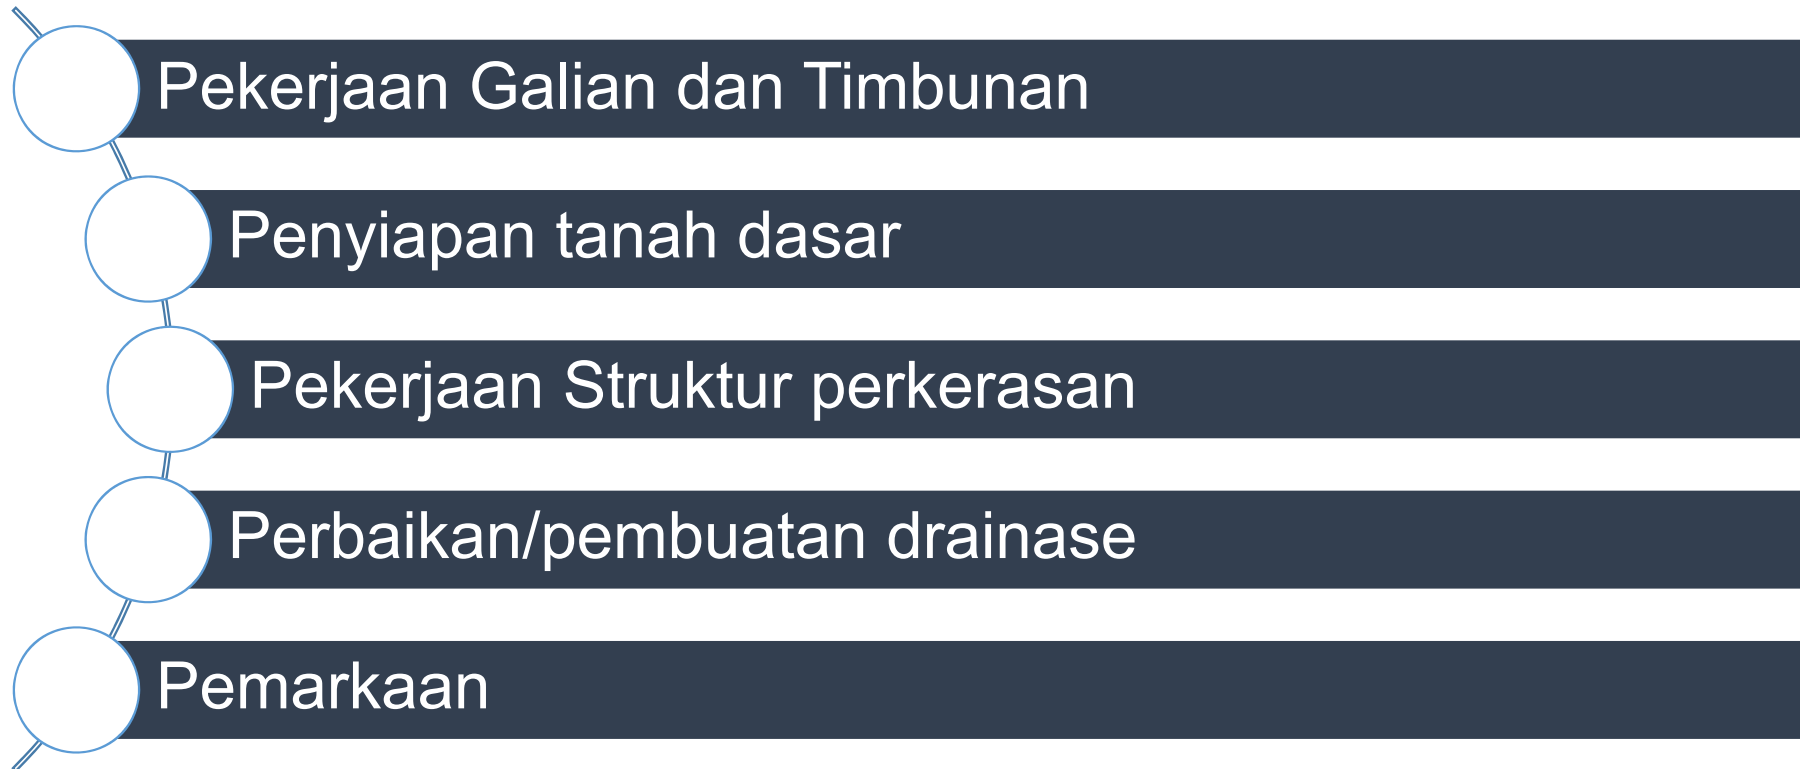 Pekerjaan Galian dan Timbunan
Penyiapan tanah dasar
Pekerjaan Struktur perkerasan
Perbaikan/pembuatan drainase
Pemarkaan